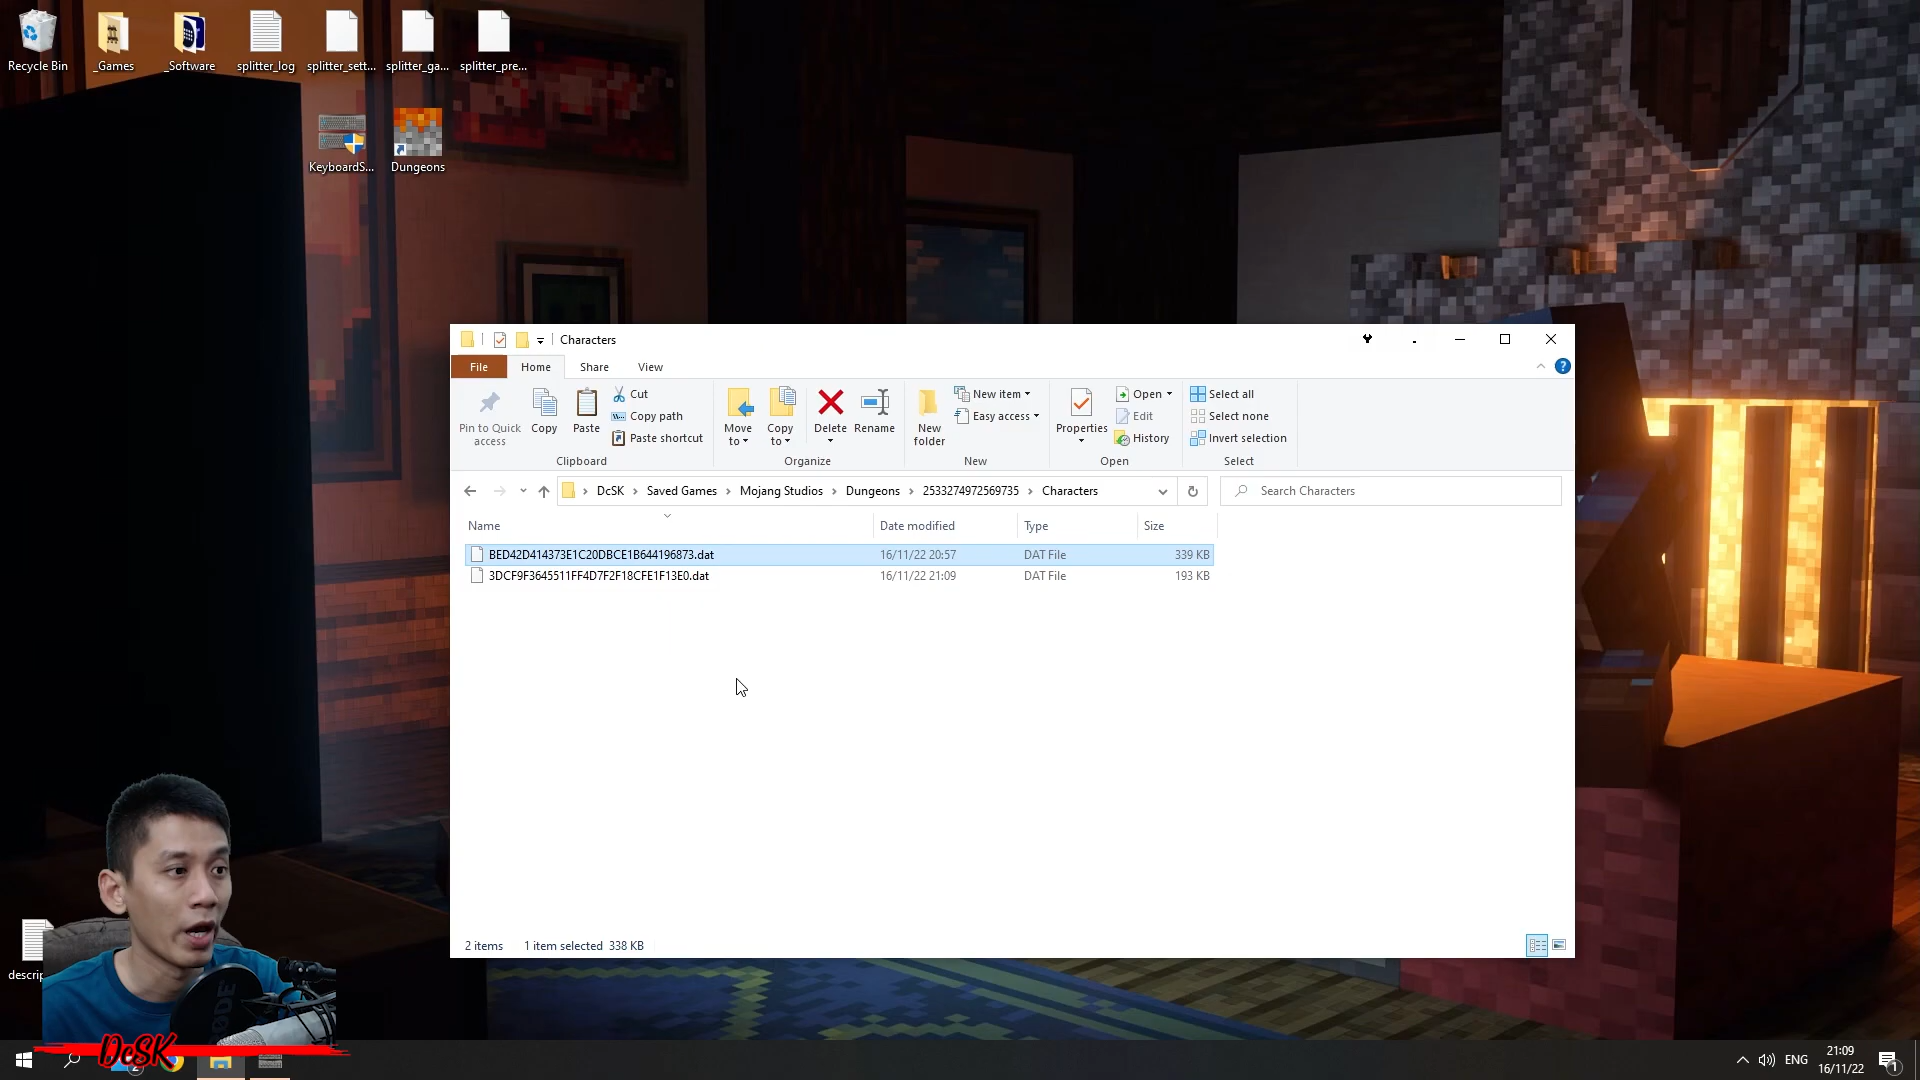 Recycle Bin
_Games
_Software
splitter_log
splitter_sett...
splitter_ga...
splitter_pre...
KeyboardS...
Dungeons
Characters
File
Home
Share
View
Pin to Quick
access
Copy
Paste
Cut
Copy path
Paste shortcut
Clipboard
Move
to
Copy
to
Delete
Rename
Organize
New
folder
New item
Easy access
New
Properties
Open
Edit
History
Open
Select all
Select none
Invert selection
Select
DcSK > Saved Games > Mojang Studios > Dungeons > 2533274972569735 > Characters
Search Characters
Name Date modified Type Size
BED42D414373E1C20DBCE1B644196873.dat 16/11/22 20:57 DAT File 339 KB
3DCF9F3645511FF4D7F2F18CFE1F13E0.dat 16/11/22 21:09 DAT File 193 KB
2 items 1 item selected 338 KB
descrip
DcSK
2
ENG
21:09
16/11/22
1